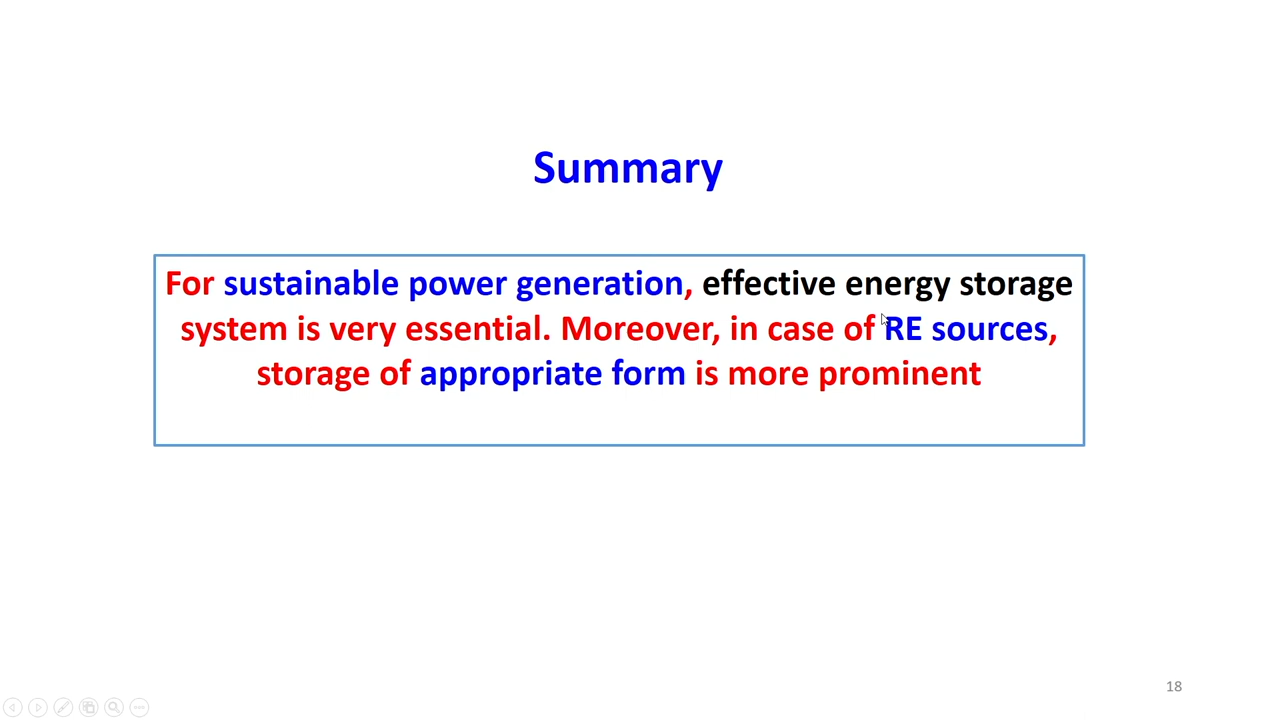 Summary
For sustainable power generation, effective energy storage
system is very essential. Moreover, in case of RE sources,
storage of appropriate form is more prominent
18